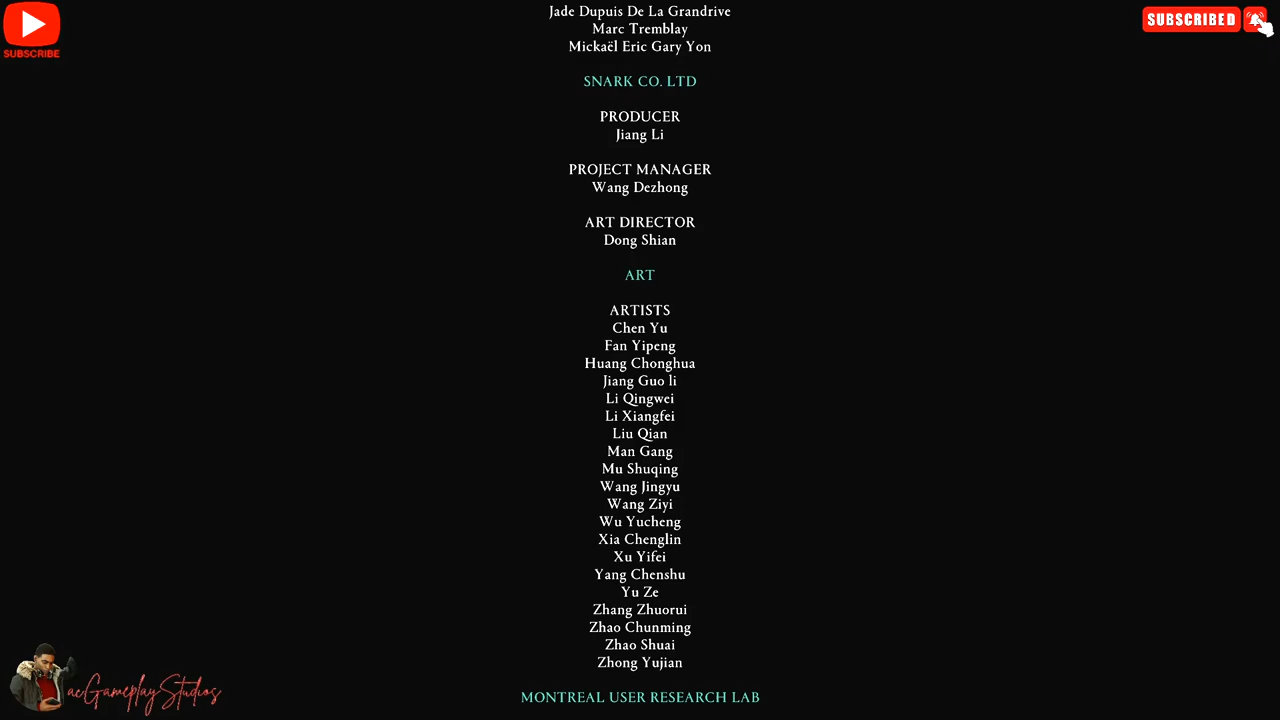 Jade Dupuis De La Grandrive
Marc Tremblay
Mickaël Eric Gary Yon
SUBSCRIBE
SUBSCRIBED
SNARK CO. LTD
PRODUCER
Jiang Li
PROJECT MANAGER
Wang Dezhong
ART DIRECTOR
Dong Shian
ART
ARTISTS
Chen Yu
Fan Yipeng
Huang Chonghua
Jiang Guo li
Li Qingwei
Li Xiangfei
Liu Qian
Man Gang
Mu Shuqing
Wang Jingyu
Wang Ziyi
Wu Yucheng
Xia Chenglin
Xu Yifei
Yang Chenshu
Yu Ze
Zhang Zhuorui
Zhao Chunming
Zhao Shuai
Zhong Yujian
acGameplayStudios
MONTREAL USER RESEARCH LAB